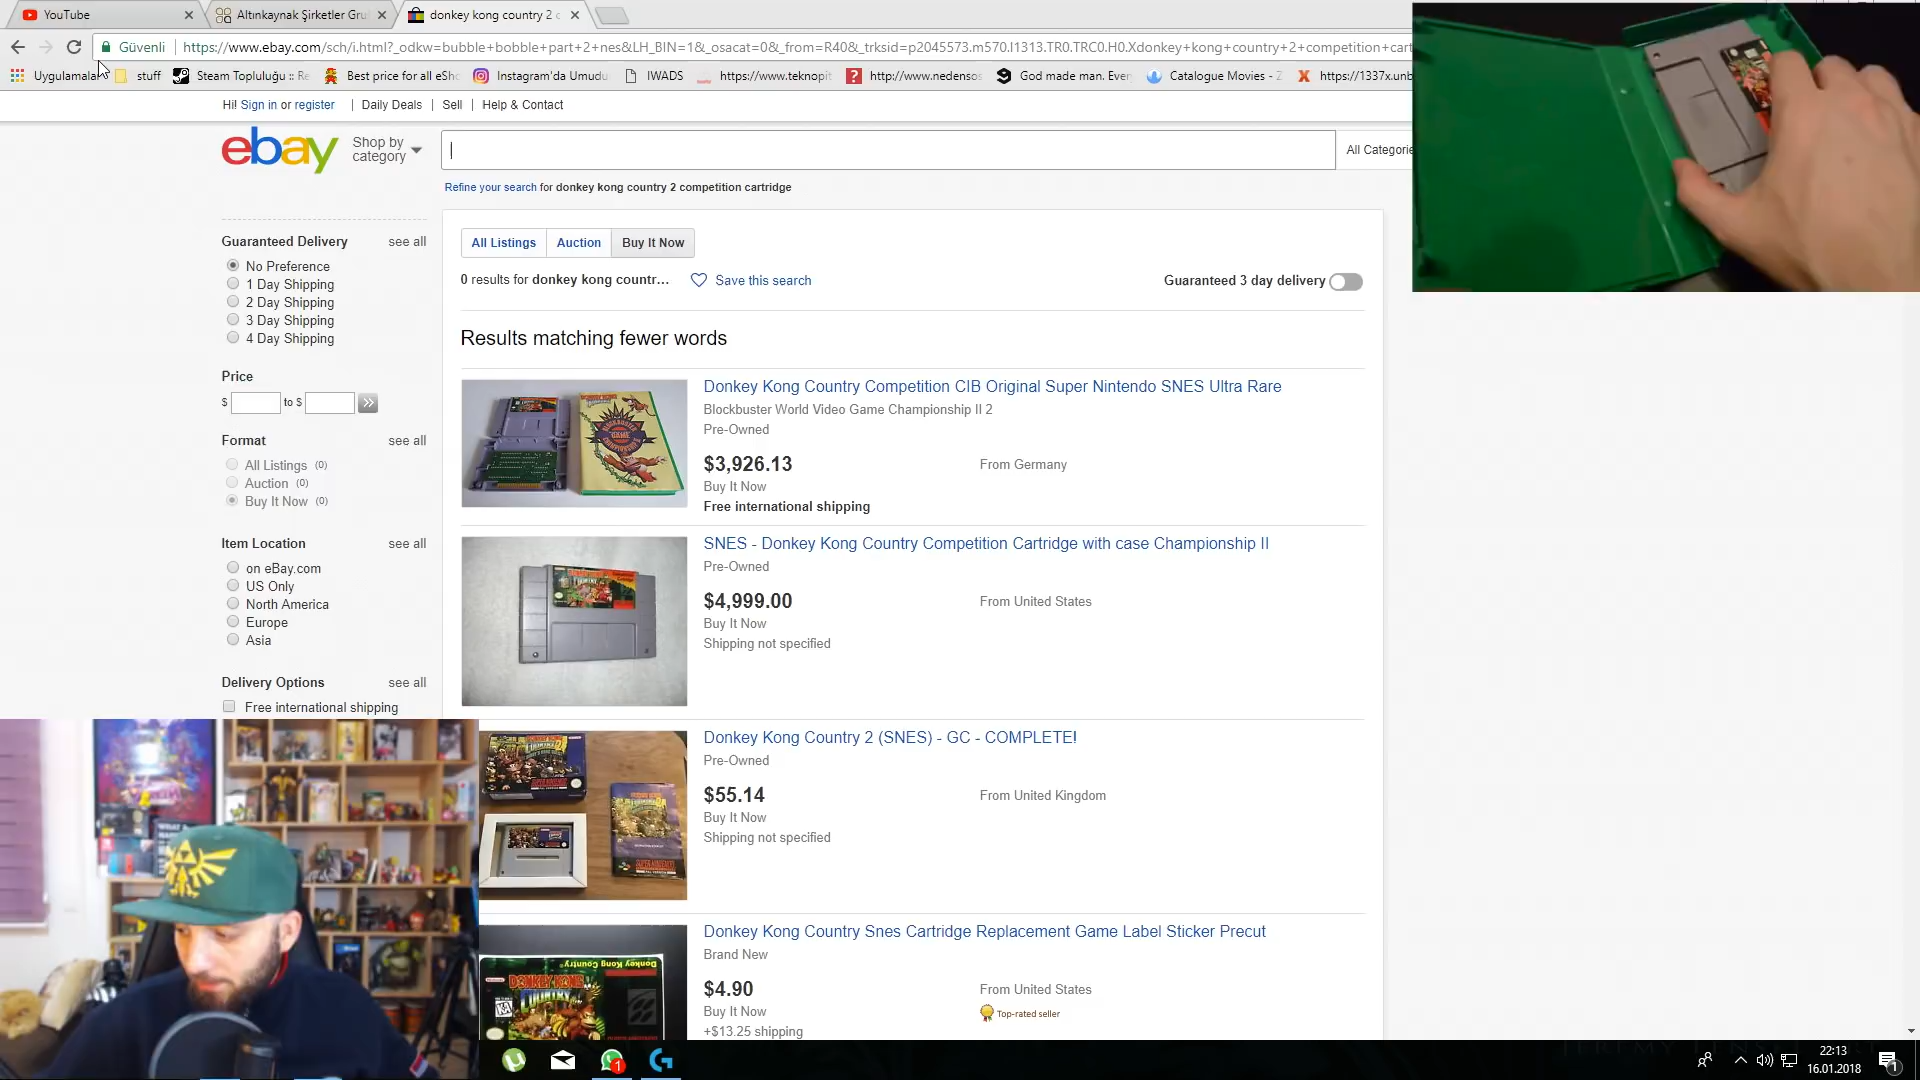 YouTube
Altınkaynak Şirketler Gru
donkey kong country 2 c
Güvenli
https://www.ebay.com/sch/i.html?_odkw=bubble+bobble+part+2+nes&LH_BIN=1&_osacat=0&_from=R40&_trksid=p2045573.m570.l1313.TR0.TRC0.H0.Xdonkey+kong+country+2+competition+cart
Uygulamalar
stuff
Steam Topluluğu :: Re
Best price for all eSho
Instagram'da Umudu
IWADS
https://www.teknopit
http://www.nedensos
God made man. Ever
Catalogue Movies - Z
https://1337x.unb
Hi! Sign in or register
Daily Deals
Sell
Help & Contact
ebay
Shop by category
All Categorie
Refine your search for donkey kong country 2 competition cartridge
Guaranteed Delivery see all
No Preference
1 Day Shipping
2 Day Shipping
3 Day Shipping
4 Day Shipping
Price
$ to $
Format see all
All Listings (0)
Auction (0)
Buy It Now (0)
Item Location see all
on eBay.com
US Only
North America
Europe
Asia
Delivery Options see all
Free international shipping
All Listings
Auction
Buy It Now
0 results for donkey kong countr...
Save this search
Guaranteed 3 day delivery
Results matching fewer words
Donkey Kong Country Competition CIB Original Super Nintendo SNES Ultra Rare
Blockbuster World Video Game Championship II 2
Pre-Owned
$3,926.13
From Germany
Buy It Now
Free international shipping
SNES - Donkey Kong Country Competition Cartridge with case Championship II
Pre-Owned
$4,999.00
From United States
Buy It Now
Shipping not specified
Donkey Kong Country 2 (SNES) - GC - COMPLETE!
Pre-Owned
$55.14
From United Kingdom
Buy It Now
Shipping not specified
Donkey Kong Country Snes Cartridge Replacement Game Label Sticker Precut
Brand New
$4.90
From United States
Buy It Now
Top-rated seller
+$13.25 shipping
Donkey Kong Country
DONKEY KONG
COUNTRY
1
22:13
16.01.2018
1